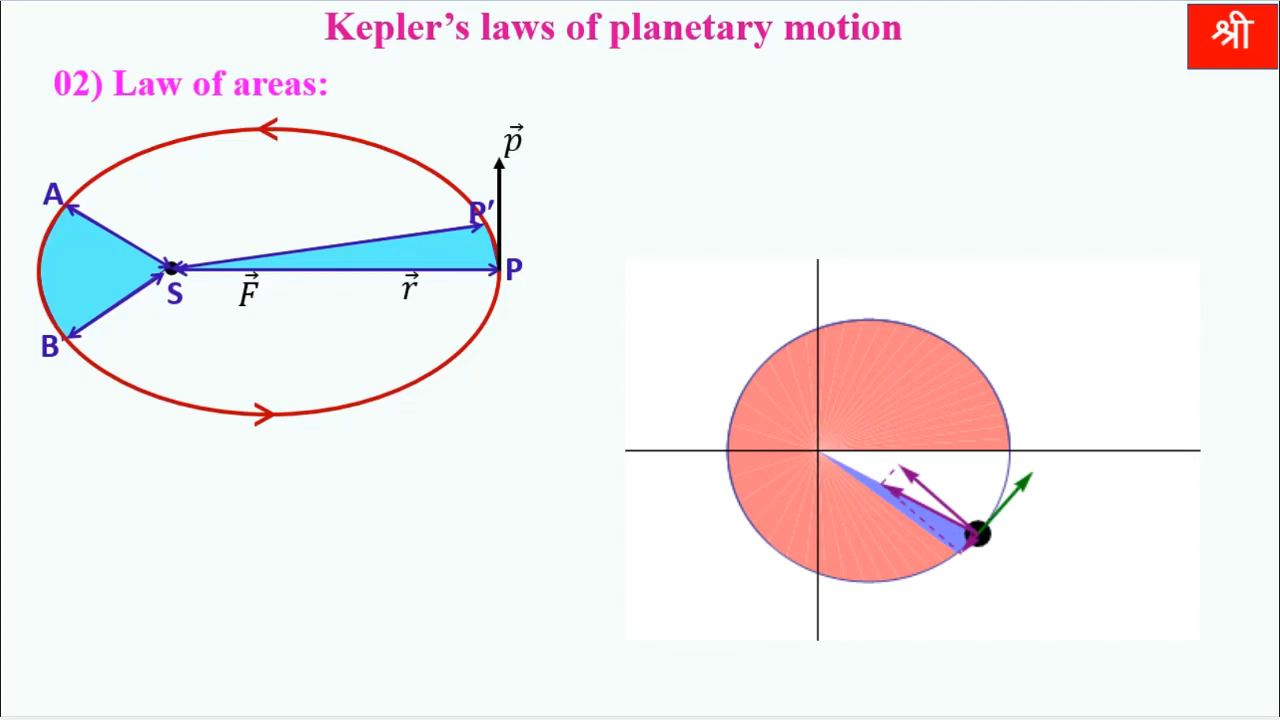 Kepler’s laws of planetary motion
श्री
02) Law of areas:
p⃗
A
P′
S
F⃗
r⃗
P
B